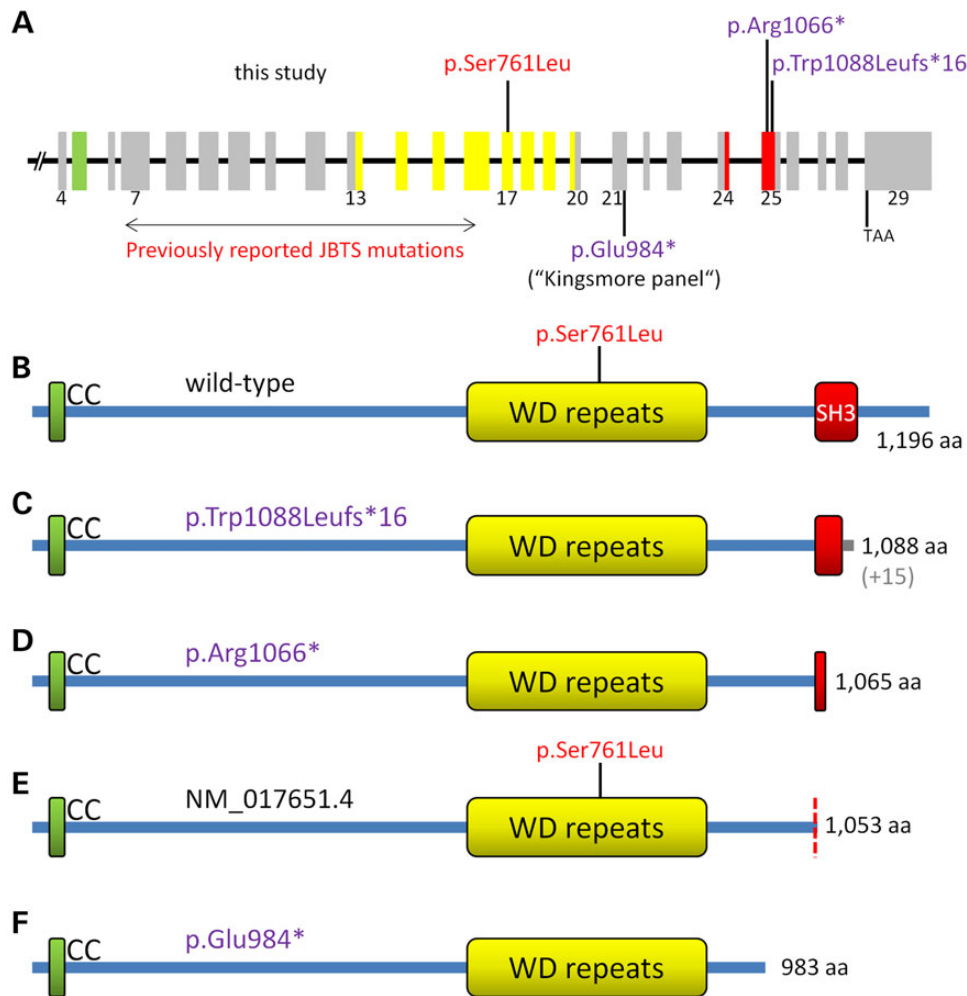 A
p.Arg1066*
this study
p.Ser761Leu
p.Trp1088Leufs*16
//
4 7 13 17 20 21 24 25 29
Previously reported JBTS mutations
p.Glu984*
("Kingsmore panel")
TAA
p.Ser761Leu
B
CC
wild-type
WD repeats
SH3
1,196 aa
C
CC
p.Trp1088Leufs*16
WD repeats
1,088 aa
(+15)
D
CC
p.Arg1066*
WD repeats
1,065 aa
p.Ser761Leu
E
CC
NM_017651.4
WD repeats
1,053 aa
F
CC
p.Glu984*
WD repeats
983 aa